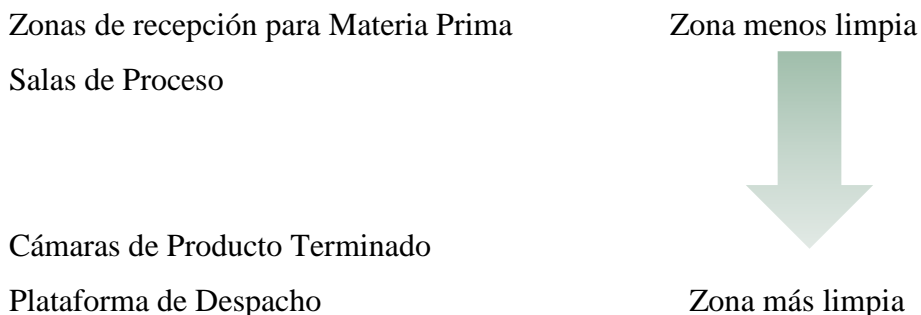 Zonas de recepción para Materia Prima Zona menos limpia
Salas de Proceso
Cámaras de Producto Terminado
Plataforma de Despacho Zona más limpia